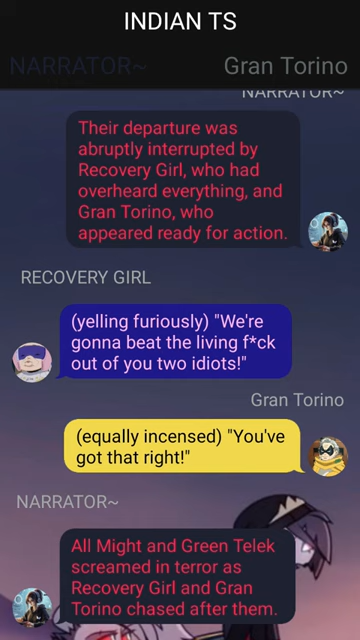 INDIAN TS
NARRATOR~
Gran Torino
NARRATOR~
Their departure was
abruptly interrupted by
Recovery Girl, who had
overheard everything, and
Gran Torino, who
appeared ready for action.
RECOVERY GIRL
(yelling furiously) "We're
gonna beat the living f*ck
out of you two idiots!"
Gran Torino
(equally incensed) "You've
got that right!"
NARRATOR~
All Might and Green Telek
screamed in terror as
Recovery Girl and Gran
Torino chased after them.